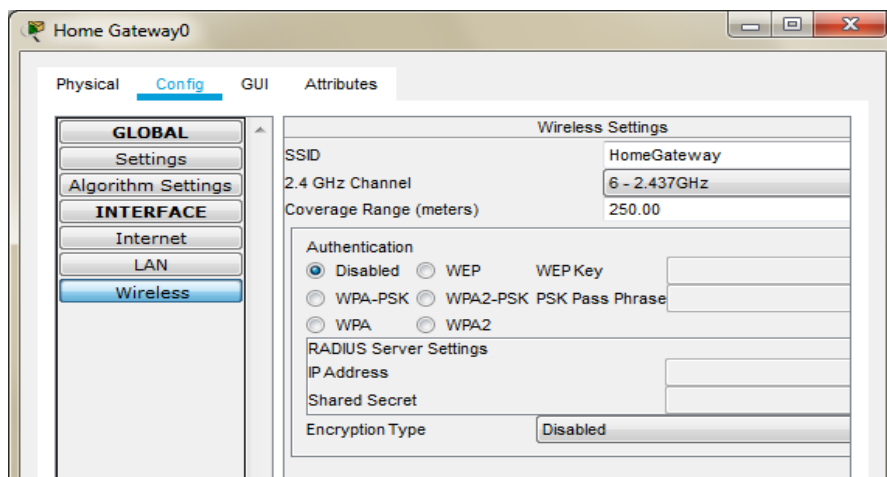 Home Gateway0
Physical Config GUI Attributes
GLOBAL
Settings
Algorithm Settings
INTERFACE
Internet
LAN
Wireless
Wireless Settings
SSID HomeGateway
2.4 GHz Channel 6 - 2.437GHz
Coverage Range (meters) 250.00
Authentication
Disabled WEP WEP Key
WPA-PSK WPA2-PSK PSK Pass Phrase
WPA WPA2
RADIUS Server Settings
IP Address
Shared Secret
Encryption Type Disabled